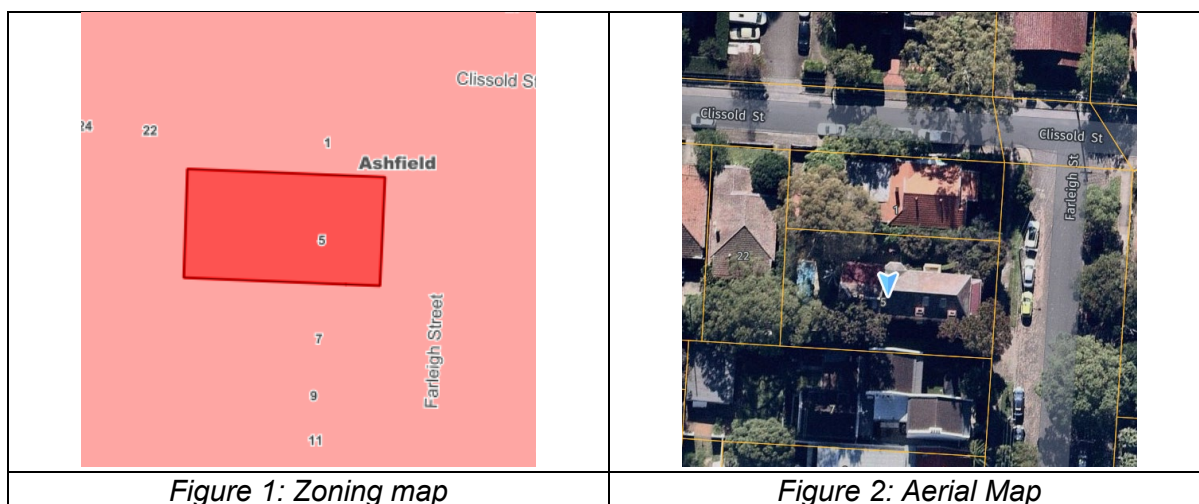 Clissold St
24
22
1
Ashfield
5
7
Farleigh Street
9
11
Figure 1: Zoning map
Clissold St
Clissold St
Farleigh St
22
5
Figure 2: Aerial Map